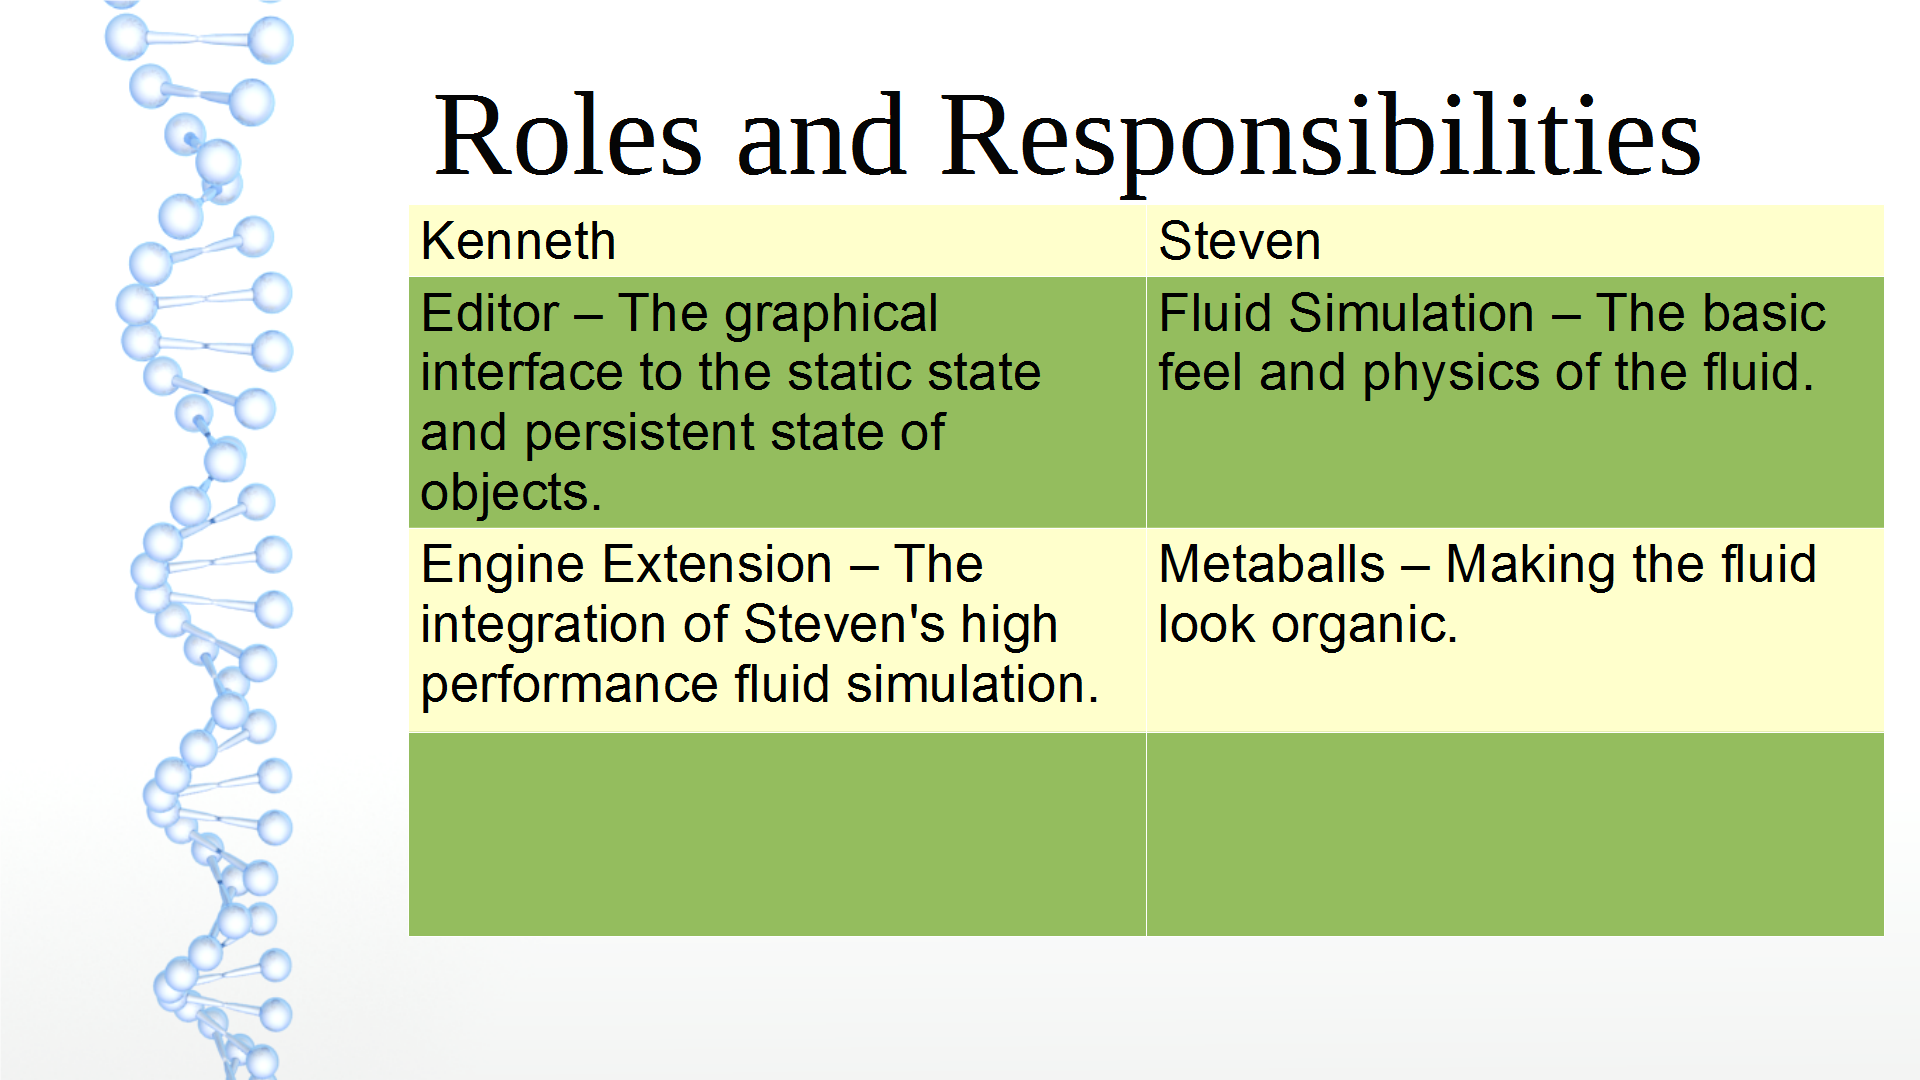 Roles and Responsibilities
Kenneth
Steven
Editor – The graphical
interface to the static state
and persistent state of
objects.
Fluid Simulation – The basic
feel and physics of the fluid.
Engine Extension – The
integration of Steven's high
performance fluid simulation.
Metaballs – Making the fluid
look organic.